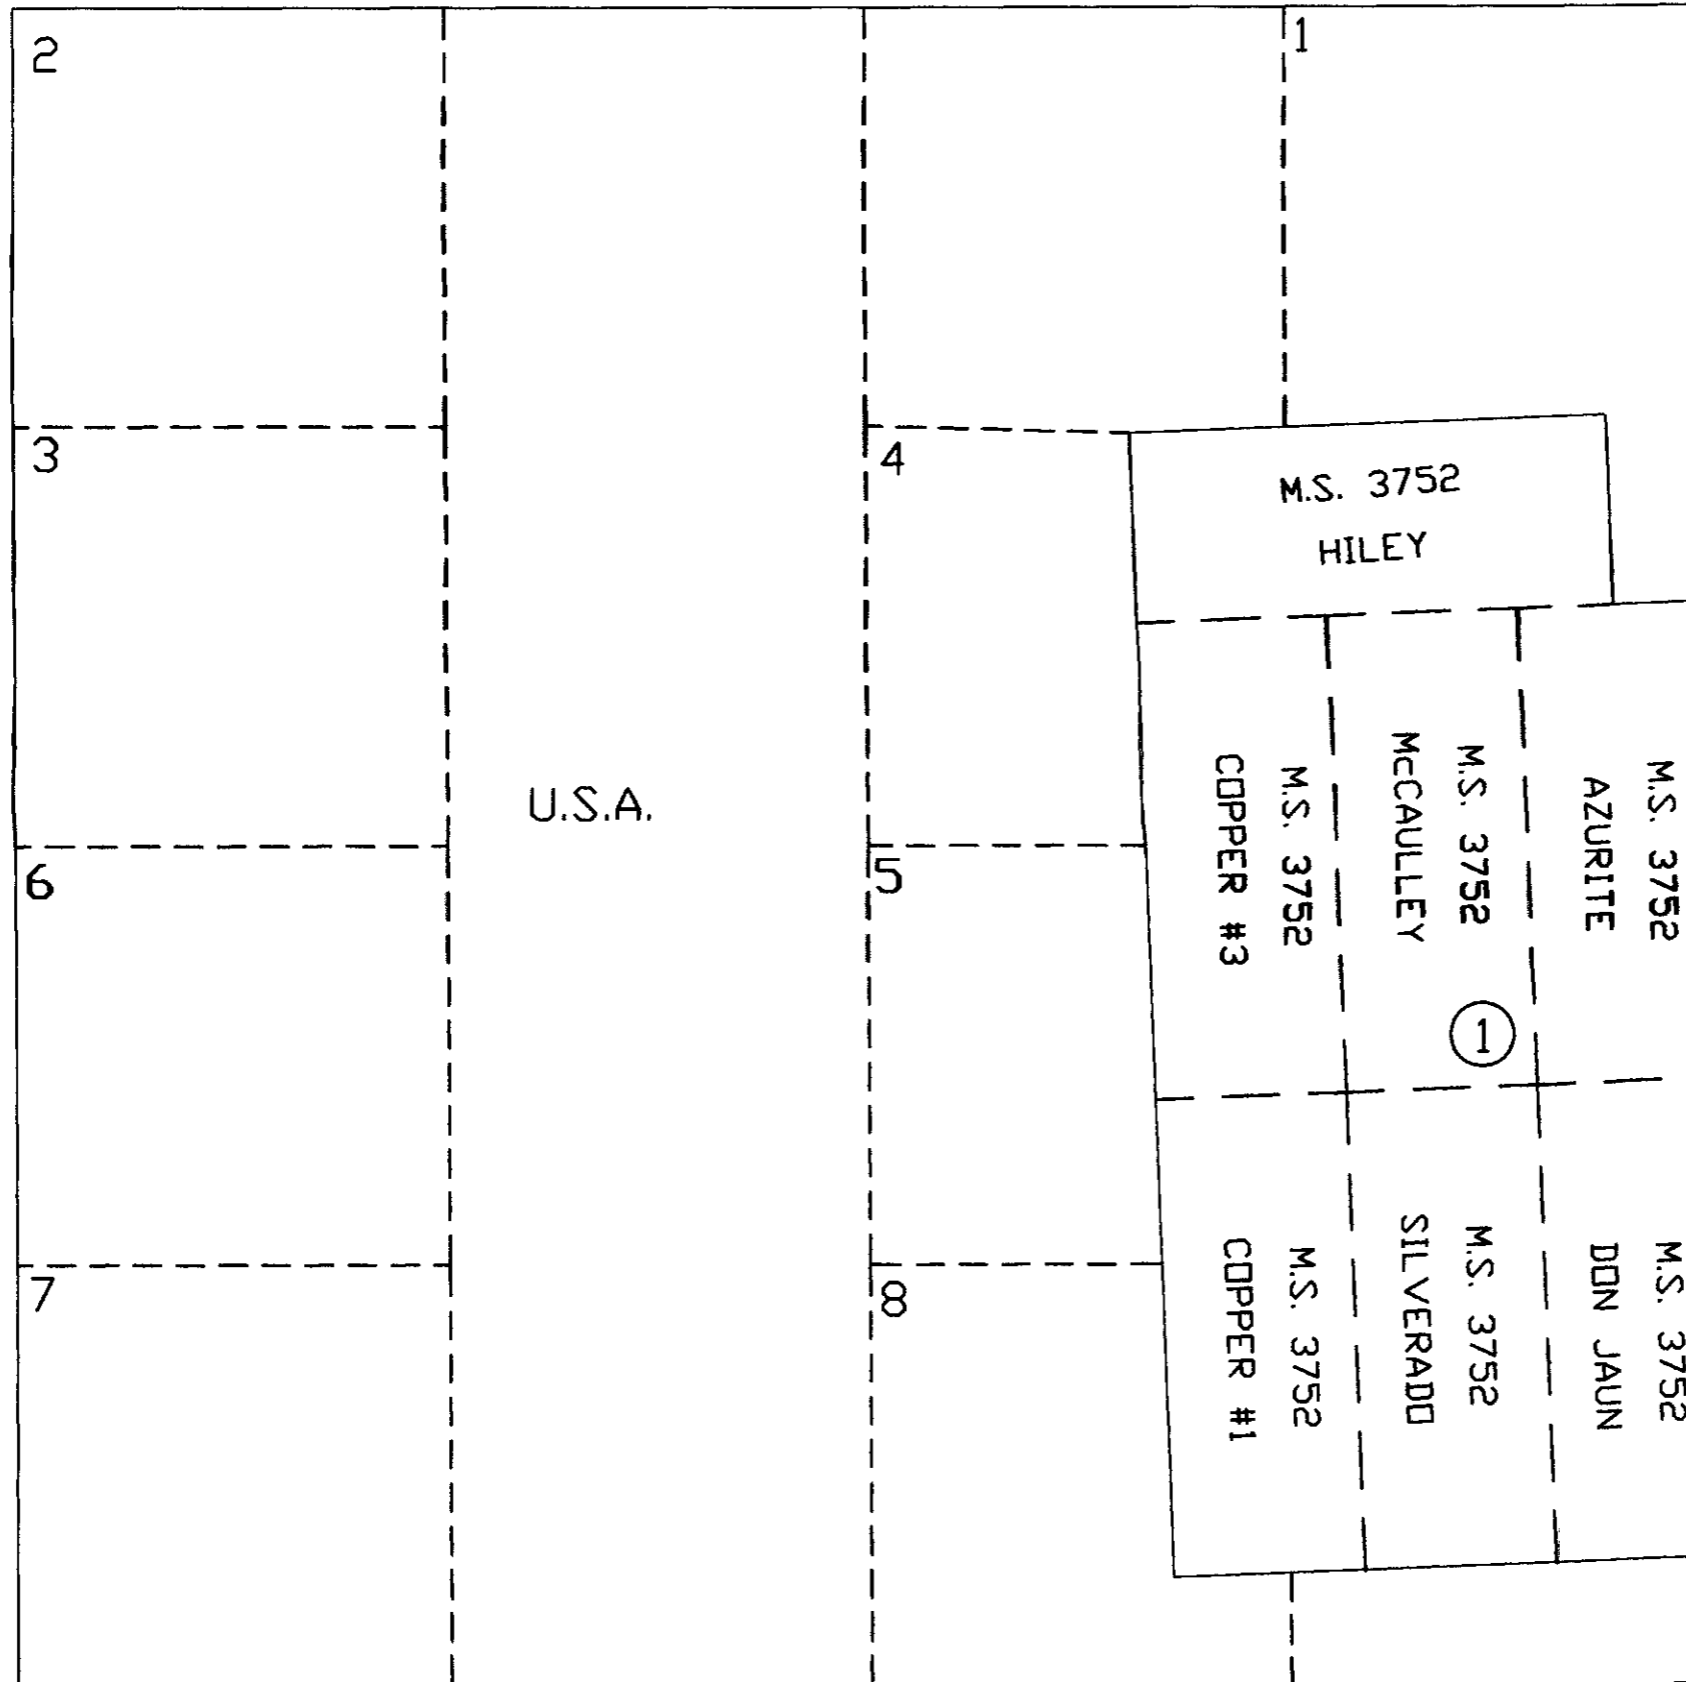 2
1
3
4
M.S. 3752
HILEY
U.S.A.
6
5
M.S. 3752
COPPER #3
M.S. 3752
McCAULLEY
M.S. 3752
AZURITE
1
7
8
M.S. 3752
COPPER #1
M.S. 3752
SILVERADO
M.S. 3752
DON JAUN